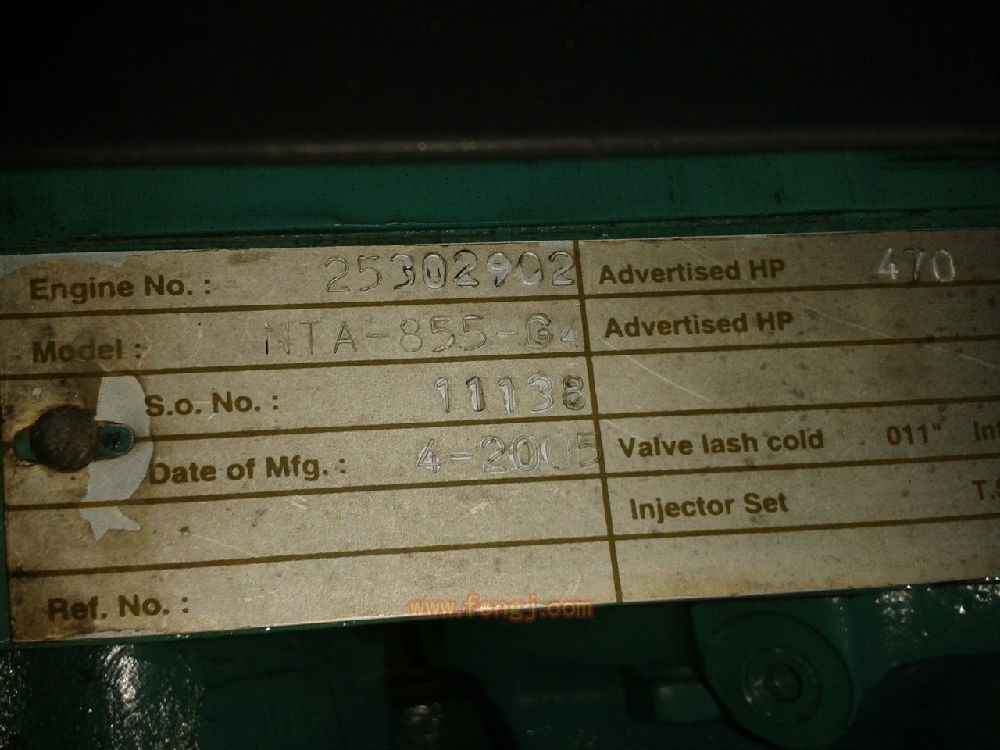 Engine No. : 25302902
Advertised HP 470
Model : NTA-855-G4
Advertised HP
S.o. No. : 11138
Date of Mfg. : 4-2005
Valve lash cold 011" In
Injector Set T.
Ref. No. :
www.fengj.com